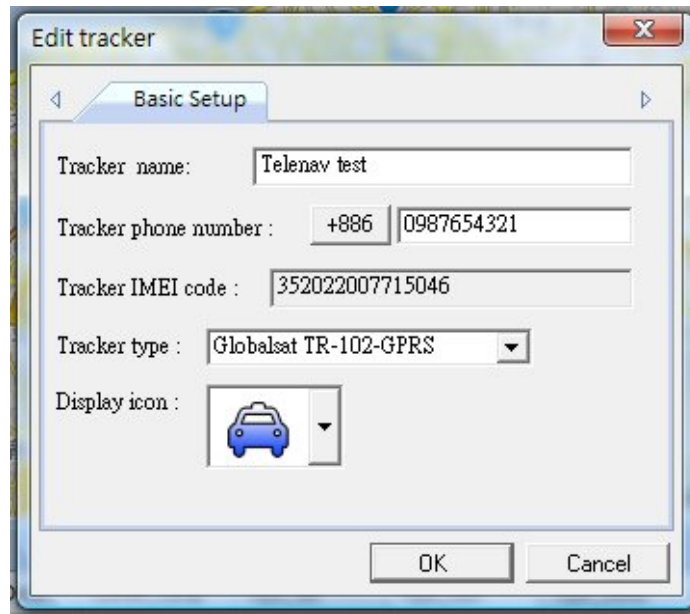 Edit tracker
Basic Setup
Tracker name: Telenav test
Tracker phone number : +886 0987654321
Tracker IMEI code : 352022007715046
Tracker type : Globalsat TR-102-GPRS
Display icon :
OK Cancel